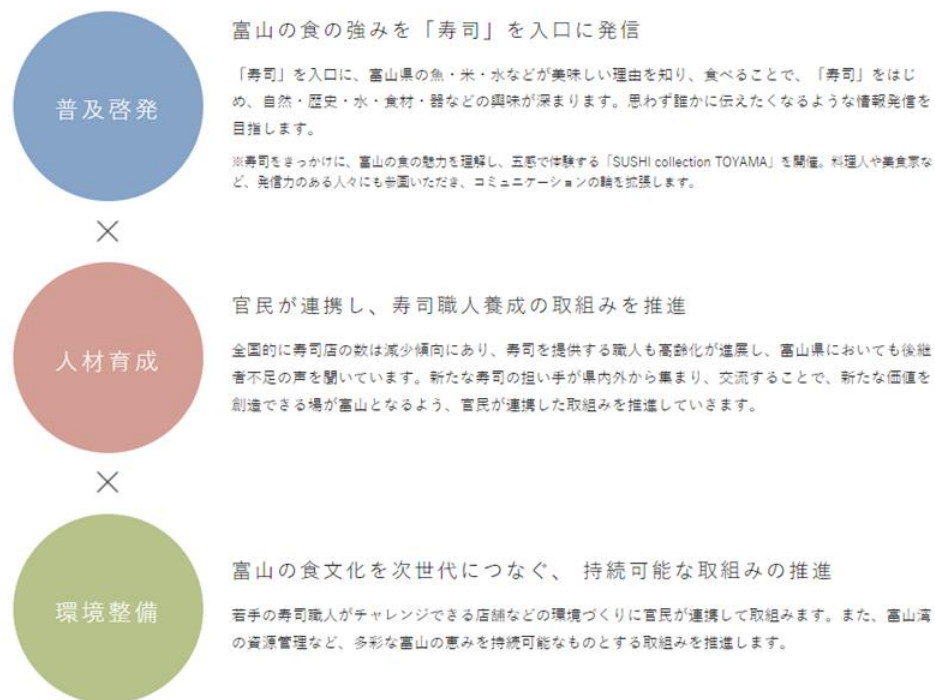 富山の食の強みを「寿司」を入口に発信
「寿司」を入口に、富山県の魚・米・水などが美味しい理由を知り、食べることで、「寿司」をはじ
め、自然・歴史・水・食材・器などの興味が深まります。思わず誰かに伝えたくなるような情報発信を
目指します。
普及啓発
※寿司をきっかけに、富山の食の魅力を理解し、五感で体験する「SUSHI collection TOYAMA」を開催。料理人や美食家な
ど、発信力のある人々にも参画いただき、コミュニケーションの輪を拡張します。
×
官民が連携し、寿司職人養成の取組みを推進
人材育成
全国的に寿司店の数は減少傾向にあり、寿司を提供する職人も高齢化が進展し、富山県においても後継
者不足の声を聞いています。新たな寿司の担い手が県内外から集まり、交流することで、新たな価値を
創造できる場が富山となるよう、官民が連携した取組みを推進していきます。
×
富山の食文化を次世代につなぐ、 持続可能な取組みの推進
環境整備
若手の寿司職人がチャレンジできる店舗などの環境づくりに官民が連携して取組みます。また、富山湾
の資源管理など、多彩な富山の恵みを持続可能なものとする取組みを推進します。